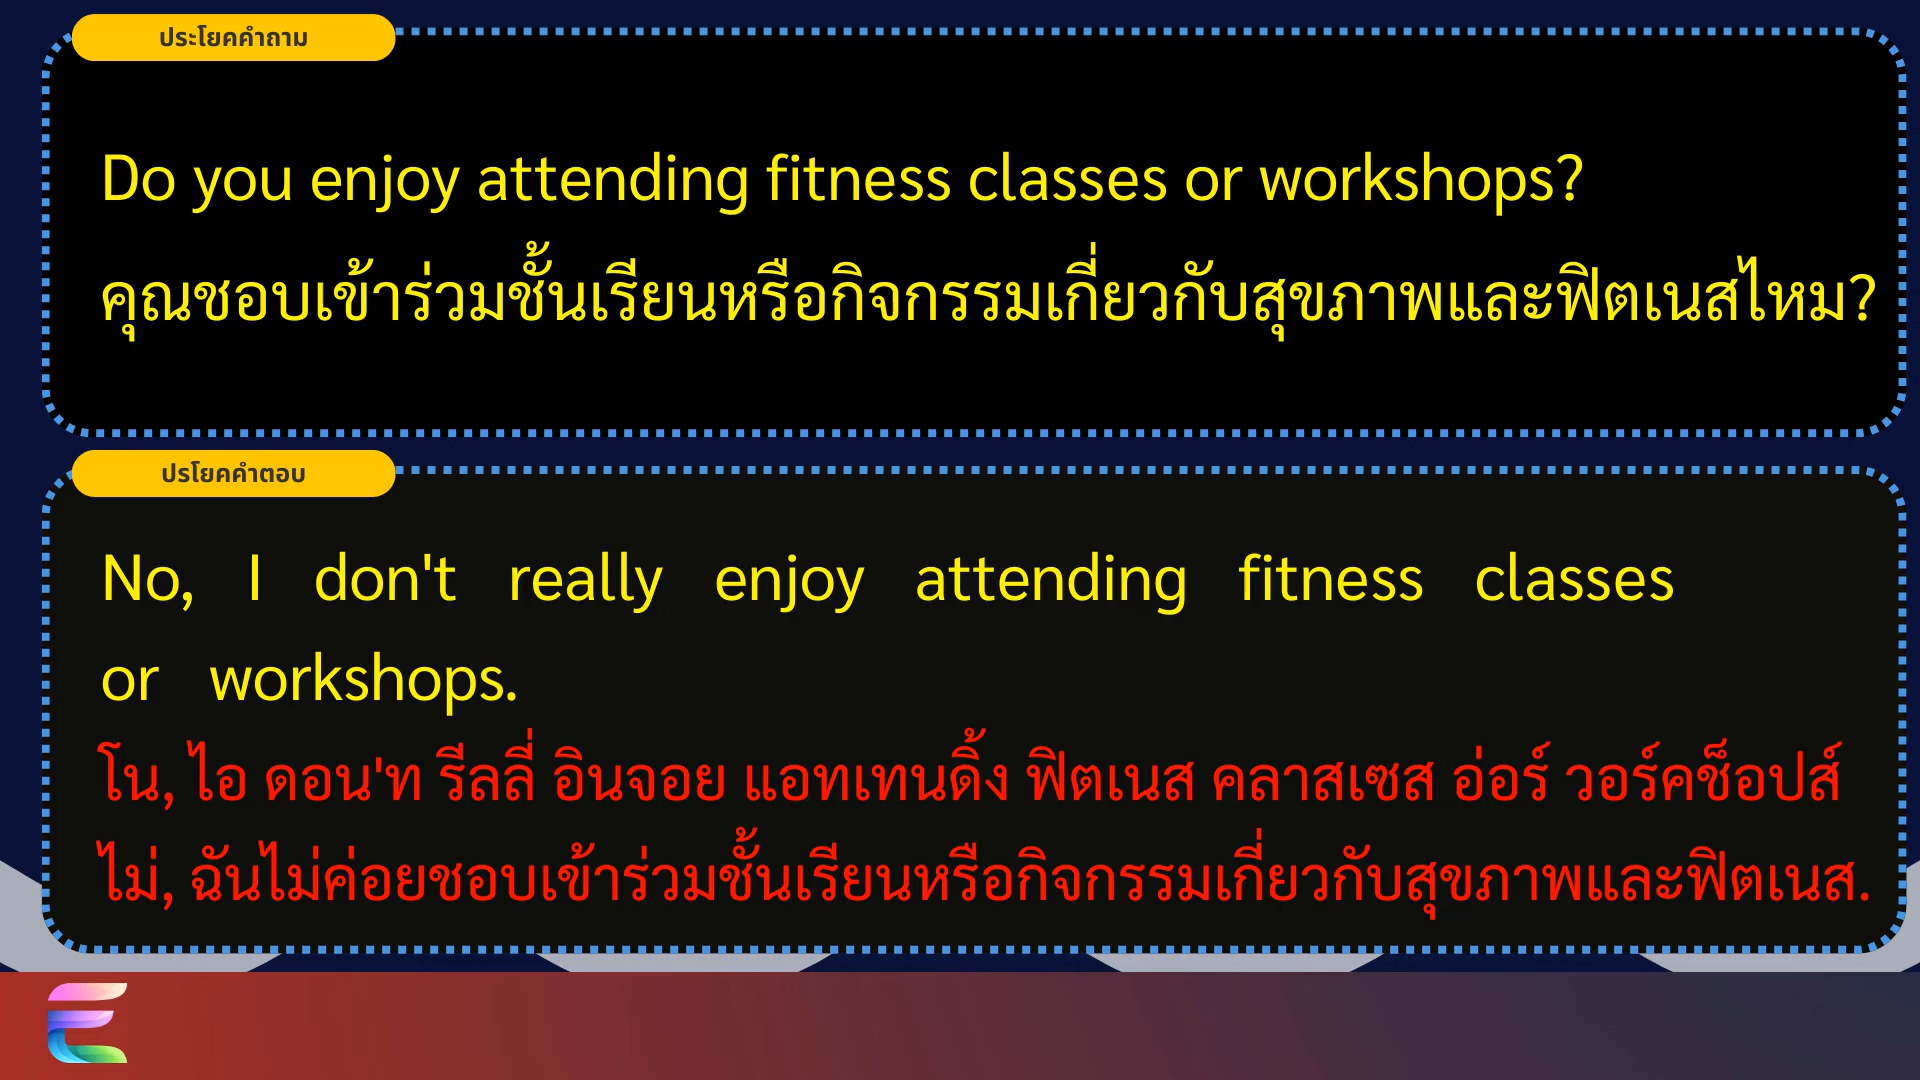 ประโยคคำถาม
Do you enjoy attending fitness classes or workshops?
คุณชอบเข้าร่วมชั้นเรียนหรือกิจกรรมเกี่ยวกับสุขภาพและฟิตเนสไหม?
ปรโยคคำตอบ
No, I don't really enjoy attending fitness classes
or workshops.
โน, ไอ ดอน'ท รีลลี่ อินจอย แอทเทนดิ้ง ฟิตเนส คลาสเซส อ่อร์ วอร์คช็อปส์
ไม่, ฉันไม่ค่อยชอบเข้าร่วมชั้นเรียนหรือกิจกรรมเกี่ยวกับสุขภาพและฟิตเนส.